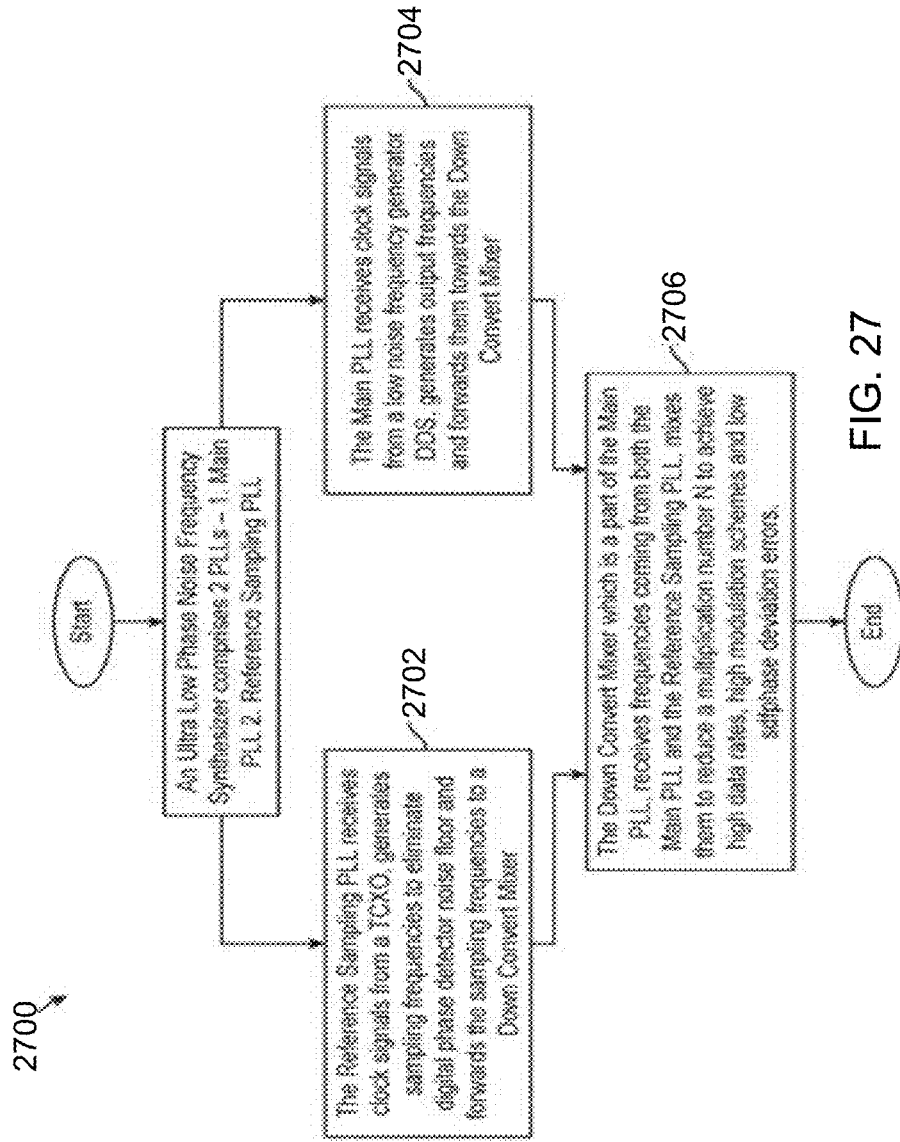 2700
Start
An Ultra Low Phase Noise Frequency
Synthesizer comprises 2 PLLs – 1. Main
PLL 2. Reference Sampling PLL
2702
The Reference Sampling PLL receives
clock signals from a TCXO, generates
sampling frequencies to eliminate
digital phase detector noise floor and
forwards the sampling frequencies to a
Down Convert Mixer
2704
The Main PLL receives clock signals
from a low noise frequency generator
DDS, generates output frequencies
and forwards them towards the Down
Convert Mixer
2706
The Down Convert Mixer which is a part of the Main
PLL, receives frequencies coming from both the
Main PLL and the Reference Sampling PLL, mixes
them to reduce a multiplication number N to achieve
high data rates, high modulation schemes and low
sdfphase deviation errors.
End
FIG. 27